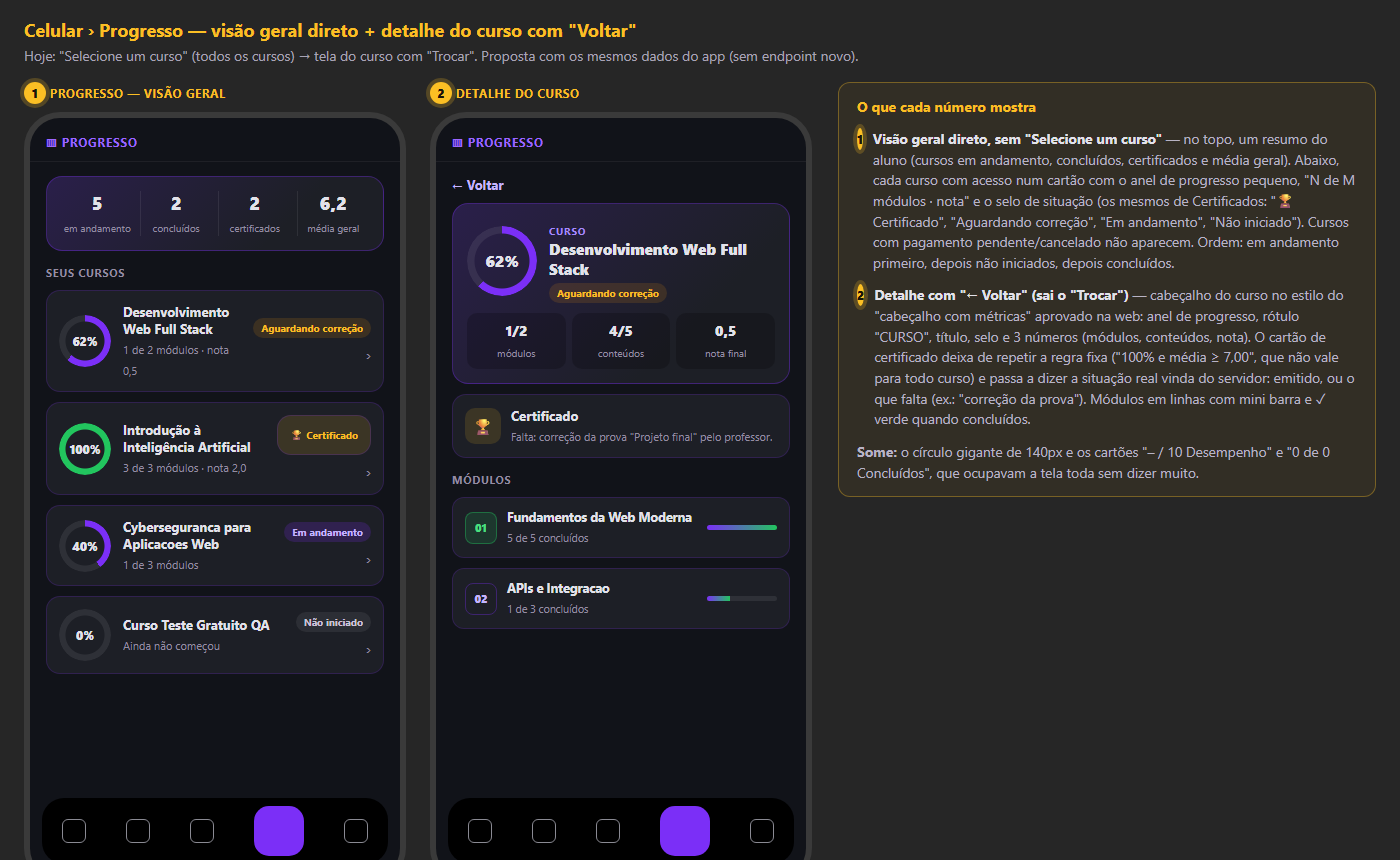 Celular › Progresso — visão geral direto + detalhe do curso com "Voltar"
Hoje: "Selecione um curso" (todos os cursos) → tela do curso com "Trocar". Proposta com os mesmos dados do app (sem endpoint novo).
1 PROGRESSO — VISÃO GERAL
PROGRESSO
5 2 2 6,2
em andamento concluídos certificados média geral
SEUS CURSOS
Desenvolvimento
Web Full Stack
62%
Aguardando correção
1 de 2 módulos · nota
0,5
›
Introdução à
Inteligência Artificial
100%
🏆 Certificado
3 de 3 módulos · nota 2,0
›
Cybersegurança para
Aplicacoes Web
40%
Em andamento
1 de 3 módulos
›
0%
Curso Teste Gratuito QA
Não iniciado
Ainda não começou
›
2 DETALHE DO CURSO
PROGRESSO
← Voltar
CURSO
62%
Desenvolvimento Web Full
Stack
Aguardando correção
1/2 4/5 0,5
módulos conteúdos nota final
🏆 Certificado
Falta: correção da prova "Projeto final" pelo professor.
MÓDULOS
01 Fundamentos da Web Moderna
5 de 5 concluídos
02 APIs e Integracao
1 de 3 concluídos
O que cada número mostra
1 Visão geral direto, sem "Selecione um curso" — no topo, um resumo do
aluno (cursos em andamento, concluídos, certificados e média geral). Abaixo,
cada curso com acesso num cartão com o anel de progresso pequeno, "N de M
módulos · nota" e o selo de situação (os mesmos de Certificados: "🏆
Certificado", "Aguardando correção", "Em andamento", "Não iniciado"). Cursos
com pagamento pendente/cancelado não aparecem. Ordem: em andamento
primeiro, depois não iniciados, depois concluídos.
2 Detalhe com "← Voltar" (sai o "Trocar") — cabeçalho do curso no estilo do
"cabeçalho com métricas" aprovado na web: anel de progresso, rótulo
"CURSO", título, selo e 3 números (módulos, conteúdos, nota). O cartão de
certificado deixa de repetir a regra fixa ("100% e média ≥ 7,00", que não vale
para todo curso) e passa a dizer a situação real vinda do servidor: emitido, ou o
que falta (ex.: "correção da prova"). Módulos em linhas com mini barra e ✓
verde quando concluídos.
Some: o círculo gigante de 140px e os cartões "– / 10 Desempenho" e "0 de 0
Concluídos", que ocupavam a tela toda sem dizer muito.